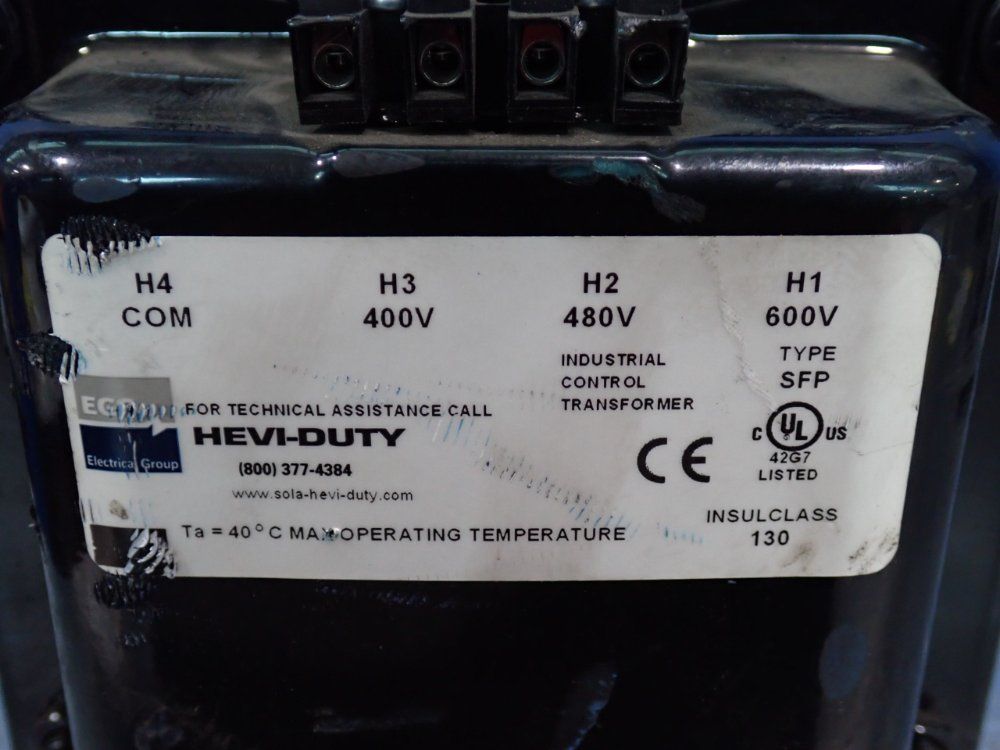 H4 H3 H2 H1
COM 400V 480V 600V
INDUSTRIAL
CONTROL
TRANSFORMER
TYPE
SFP
Electrical Group
FOR TECHNICAL ASSISTANCE CALL
HEVI-DUTY
(800) 377-4384
www.sola-hevi-duty.com
CE
C UL US
42G7
LISTED
Ta = 40°C MAX OPERATING TEMPERATURE
INSULCLASS
130